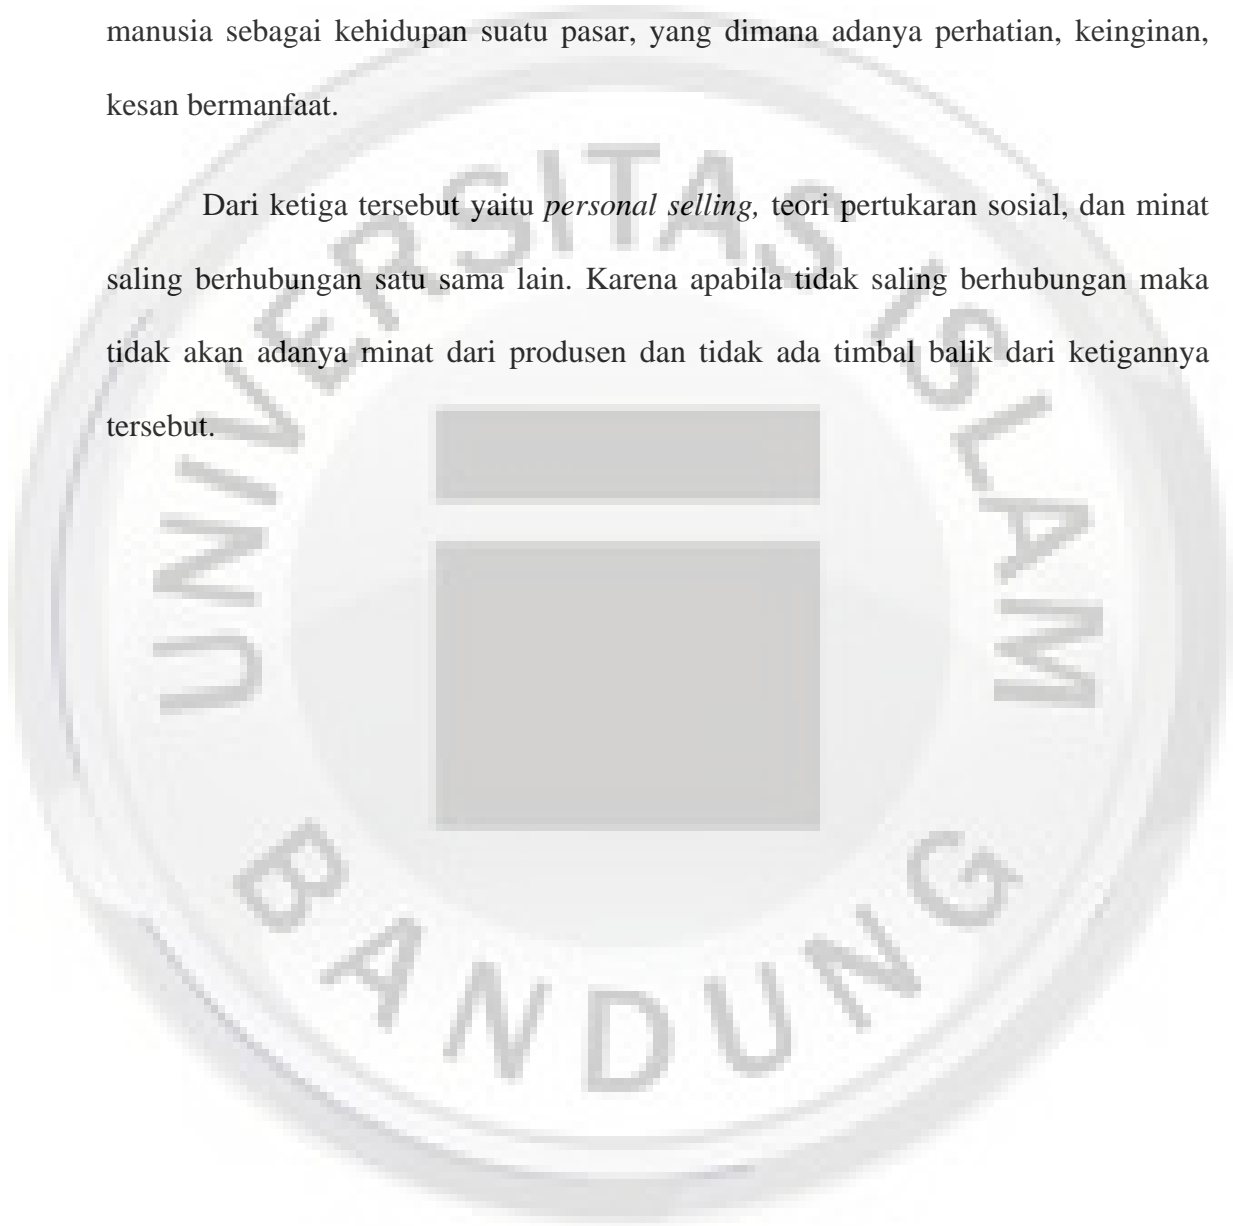 manusia sebagai kehidupan suatu pasar, yang dimana adanya perhatian, keinginan,
kesan bermanfaat.
Dari ketiga tersebut yaitu personal selling, teori pertukaran sosial, dan minat
saling berhubungan satu sama lain. Karena apabila tidak saling berhubungan maka
tidak akan adanya minat dari produsen dan tidak ada timbal balik dari ketigannya
tersebut.
UNIVERSITAS ISLAM
BANDUNG